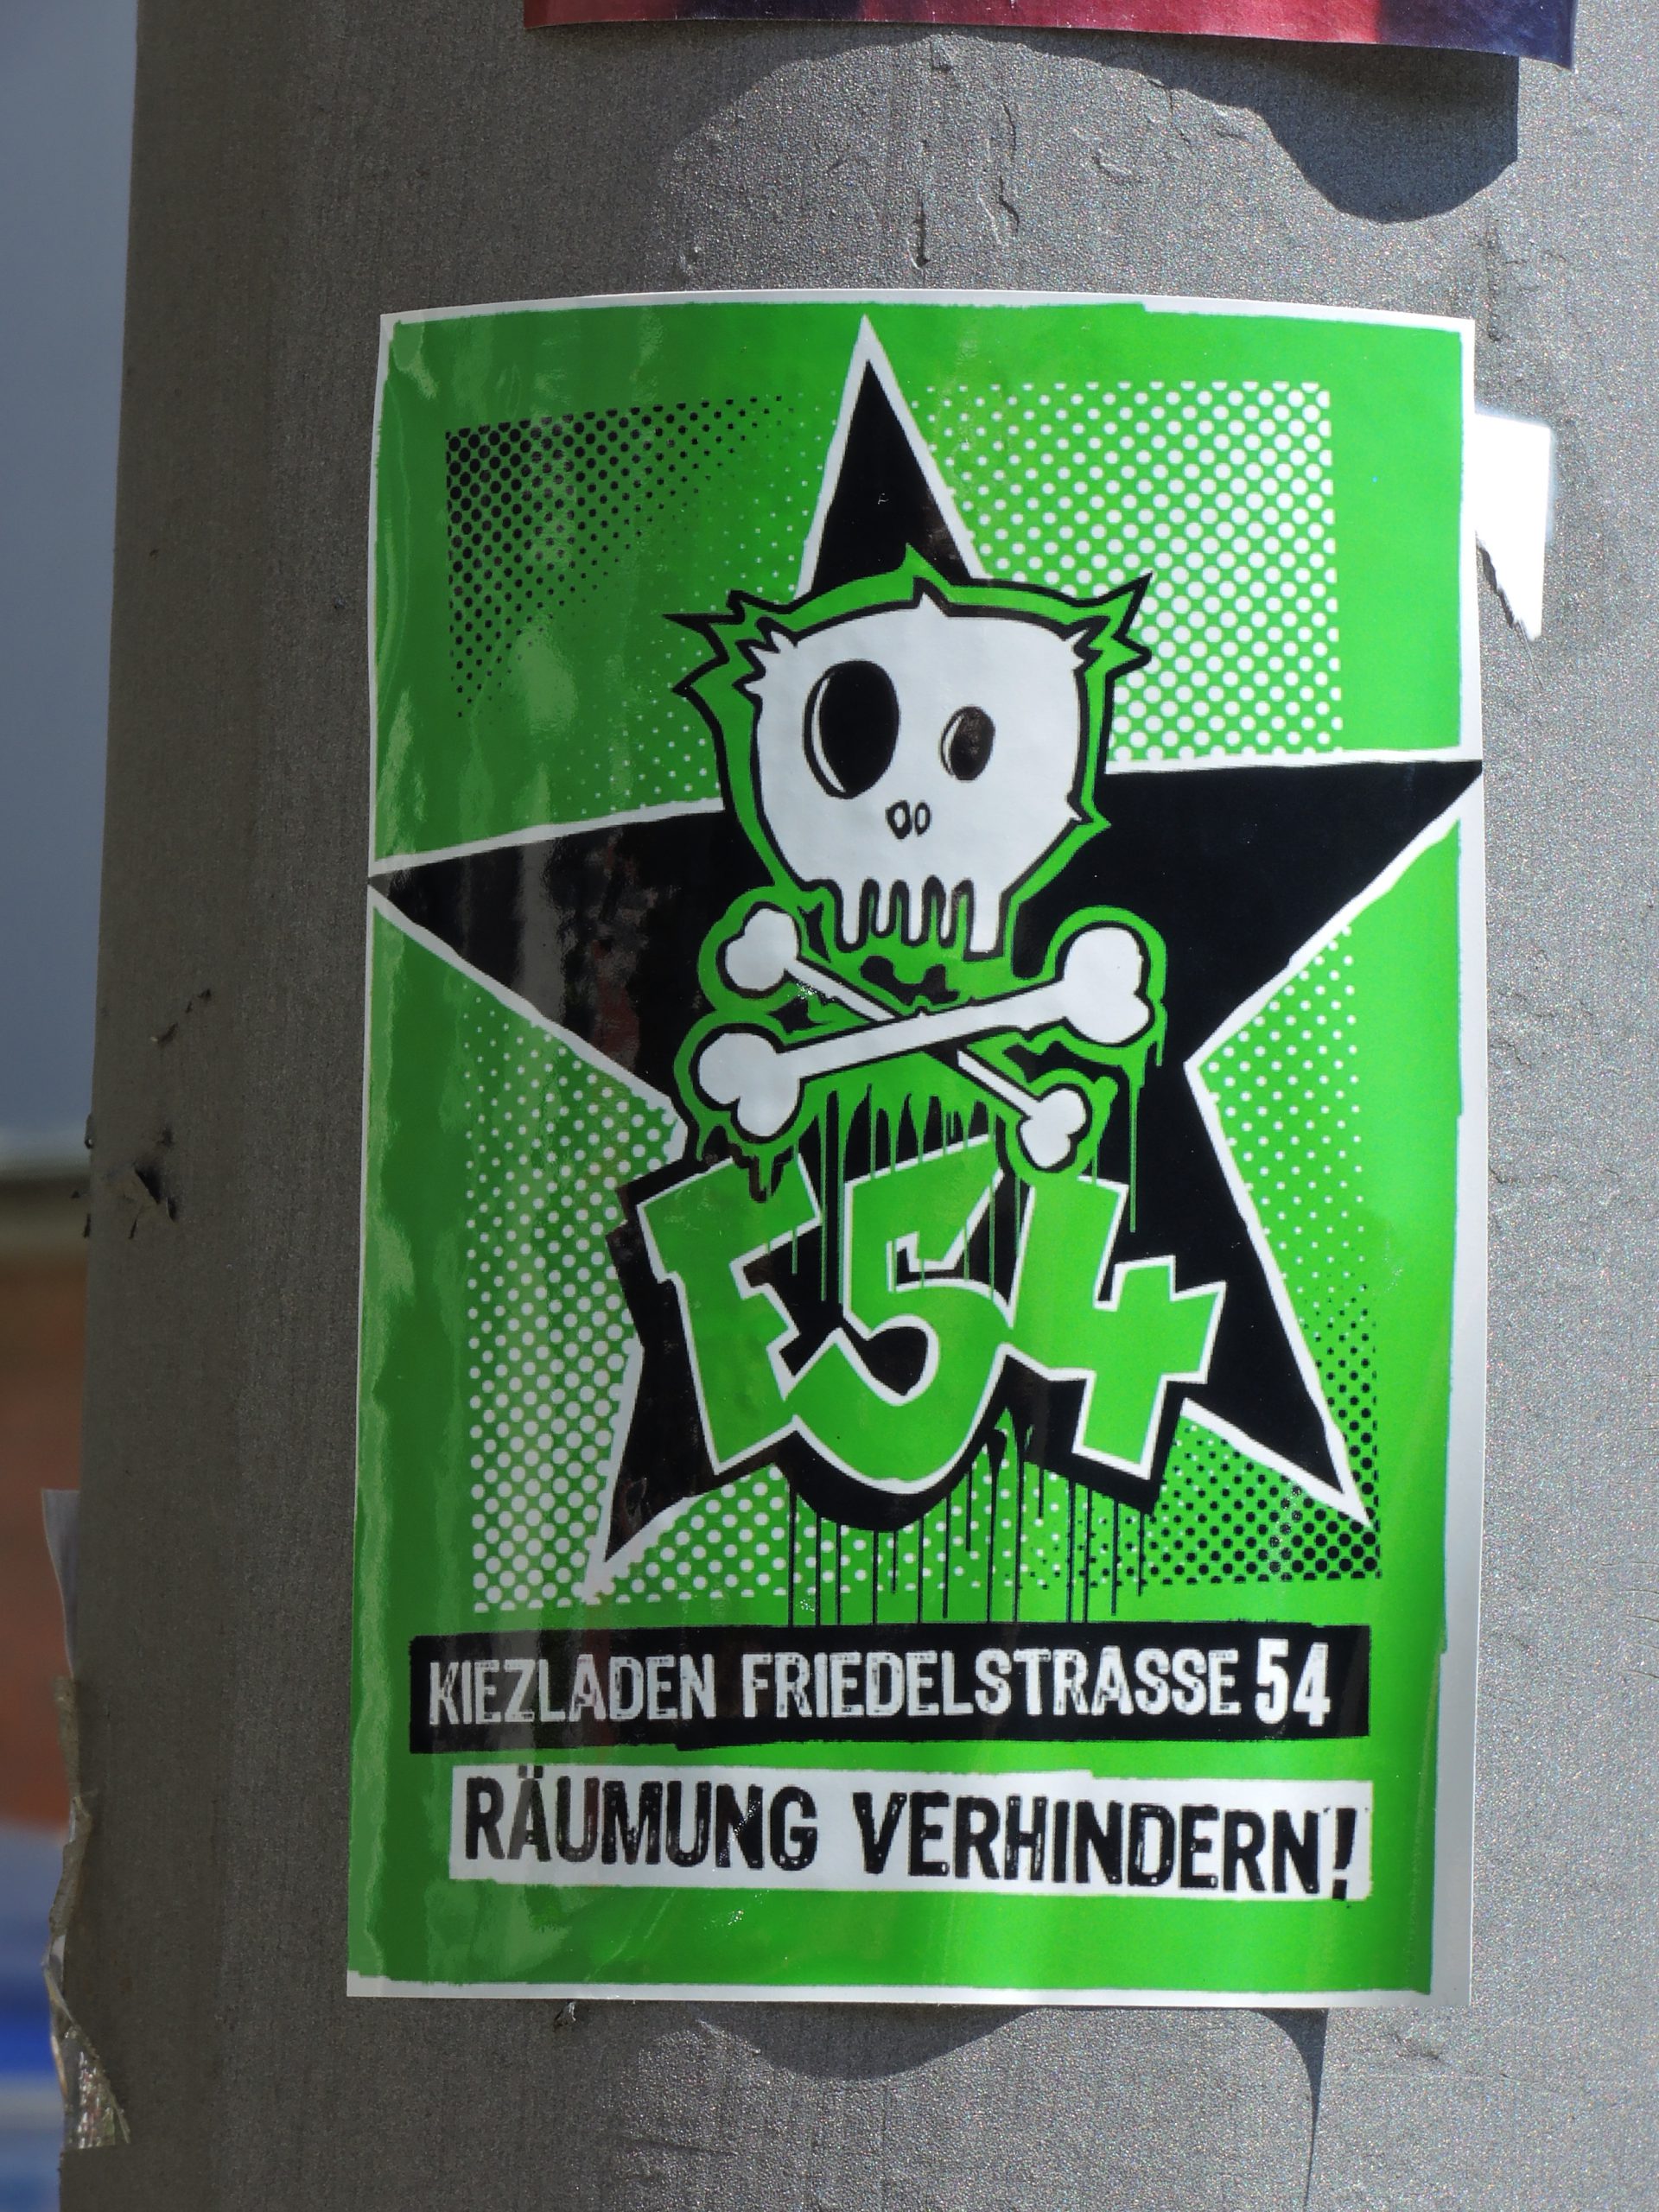 F54
KIEZLADEN FRIEDELSTRASSE 54
RÄUMUNG VERHINDERN!